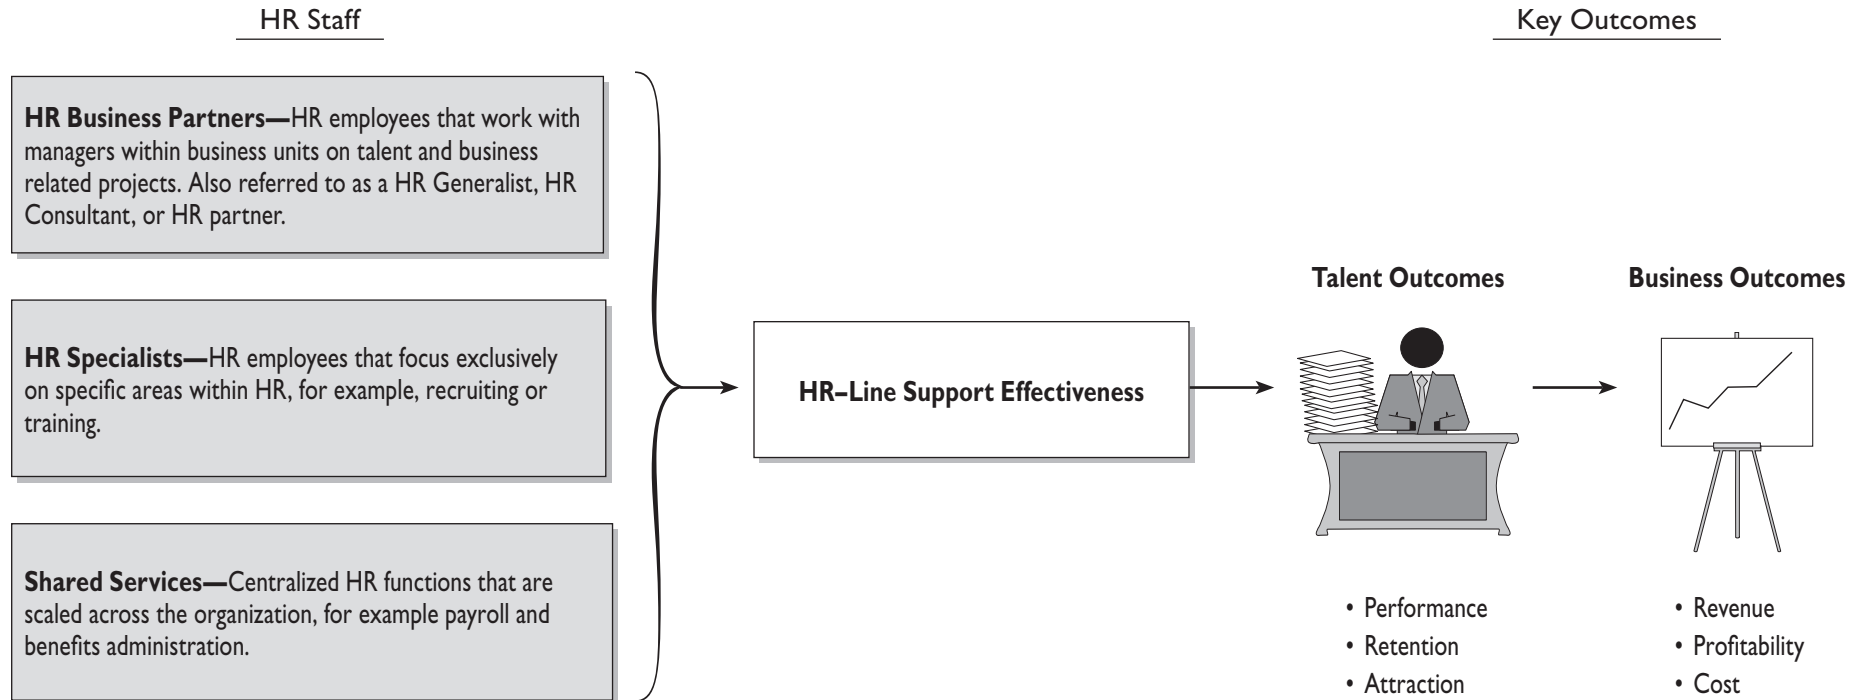 HR Staff
Key Outcomes
HR Business Partners—HR employees that work with
managers within business units on talent and business
related projects. Also referred to as a HR Generalist, HR
Consultant, or HR partner.
HR Specialists—HR employees that focus exclusively
on specific areas within HR, for example, recruiting or
training.
Shared Services—Centralized HR functions that are
scaled across the organization, for example payroll and
benefits administration.
HR–Line Support Effectiveness
Talent Outcomes
• Performance
• Retention
• Attraction
Business Outcomes
• Revenue
• Profitability
• Cost